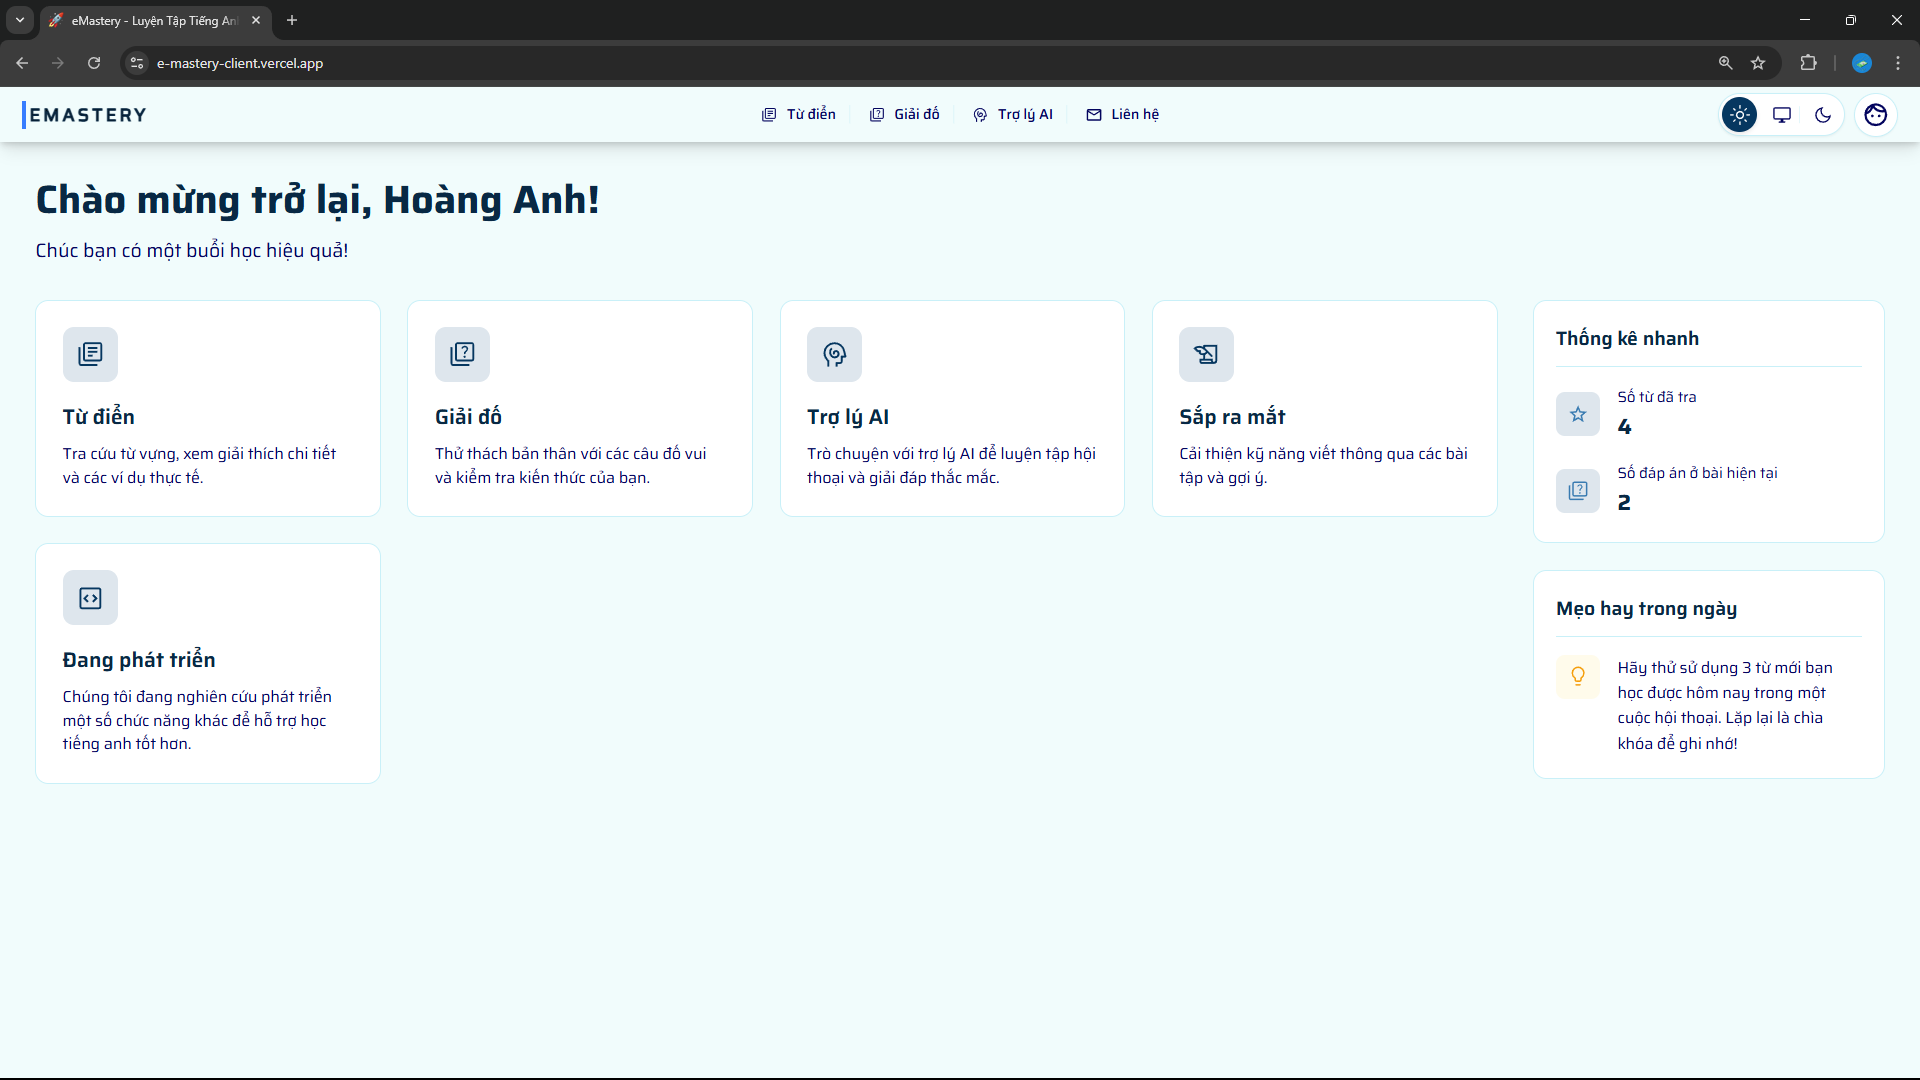 eMastery - Luyện Tập Tiếng An
e-mastery-client.vercel.app
EMASTERY
Từ điển
Giải đố
Trợ lý AI
Liên hệ
Chào mừng trở lại, Hoàng Anh!
Chúc bạn có một buổi học hiệu quả!
Từ điển
Tra cứu từ vựng, xem giải thích chi tiết
và các ví dụ thực tế.
Giải đố
Thử thách bản thân với các câu đố vui
và kiểm tra kiến thức của bạn.
Trợ lý AI
Trò chuyện với trợ lý AI để luyện tập hội
thoại và giải đáp thắc mắc.
Sắp ra mắt
Cải thiện kỹ năng viết thông qua các bài
tập và gợi ý.
Đang phát triển
Chúng tôi đang nghiên cứu phát triển
một số chức năng khác để hỗ trợ học
tiếng anh tốt hơn.
Thống kê nhanh
Số từ đã tra
4
Số đáp án ở bài hiện tại
2
Mẹo hay trong ngày
Hãy thử sử dụng 3 từ mới bạn
học được hôm nay trong một
cuộc hội thoại. Lặp lại là chìa
khóa để ghi nhớ!